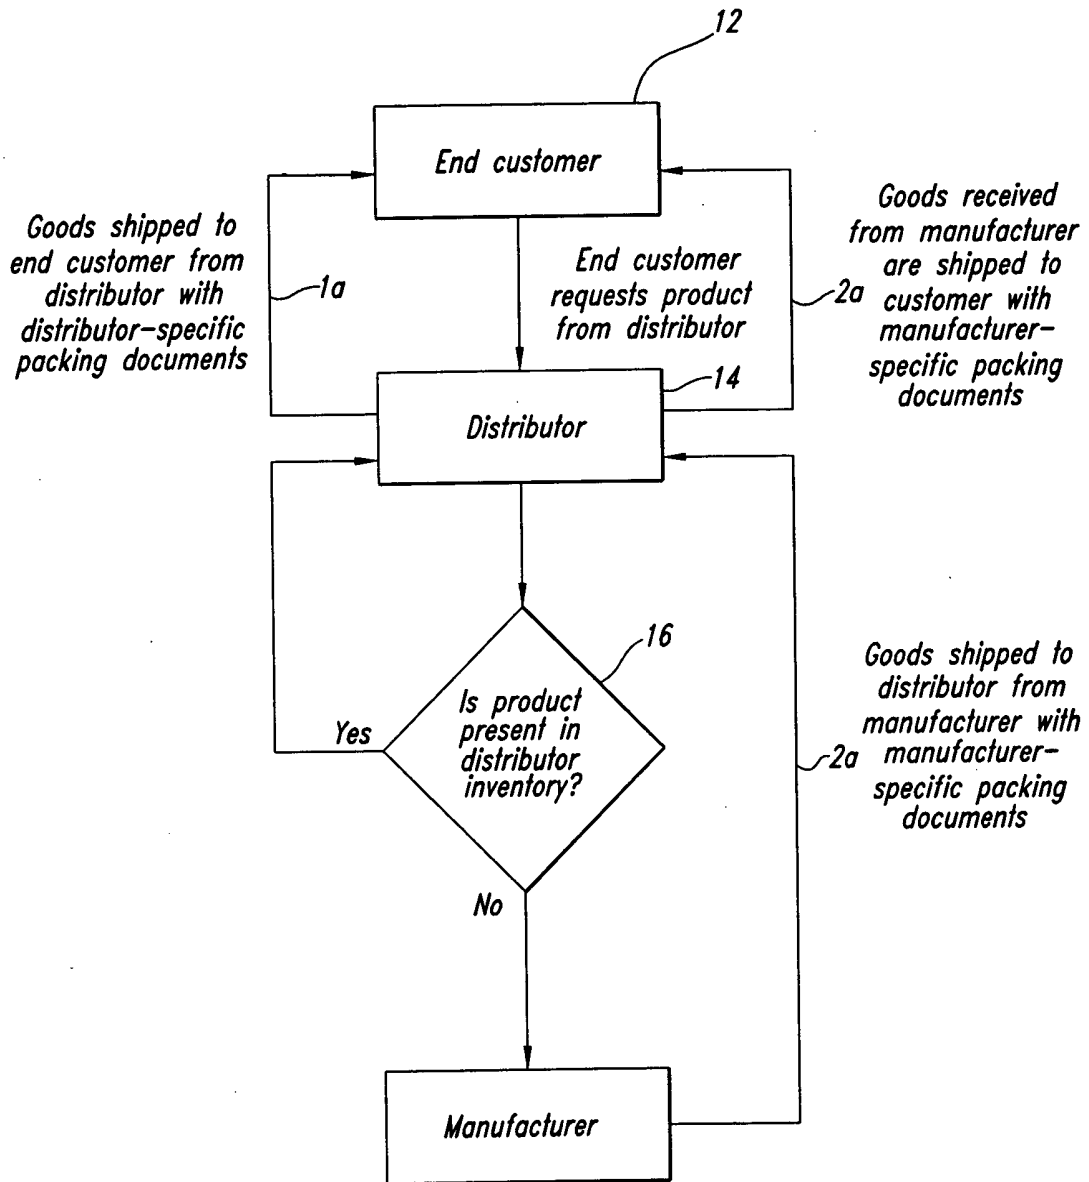 12
End customer
Goods shipped to
end customer from
distributor with
distributor-specific
packing documents
1a
End customer
requests product
from distributor
2a
Goods received
from manufacturer
are shipped to
customer with
manufacturer-
specific packing
documents
14
Distributor
16
Is product
present in
distributor
inventory?
Yes
No
2a
Goods shipped to
distributor from
manufacturer with
manufacturer-
specific packing
documents
Manufacturer